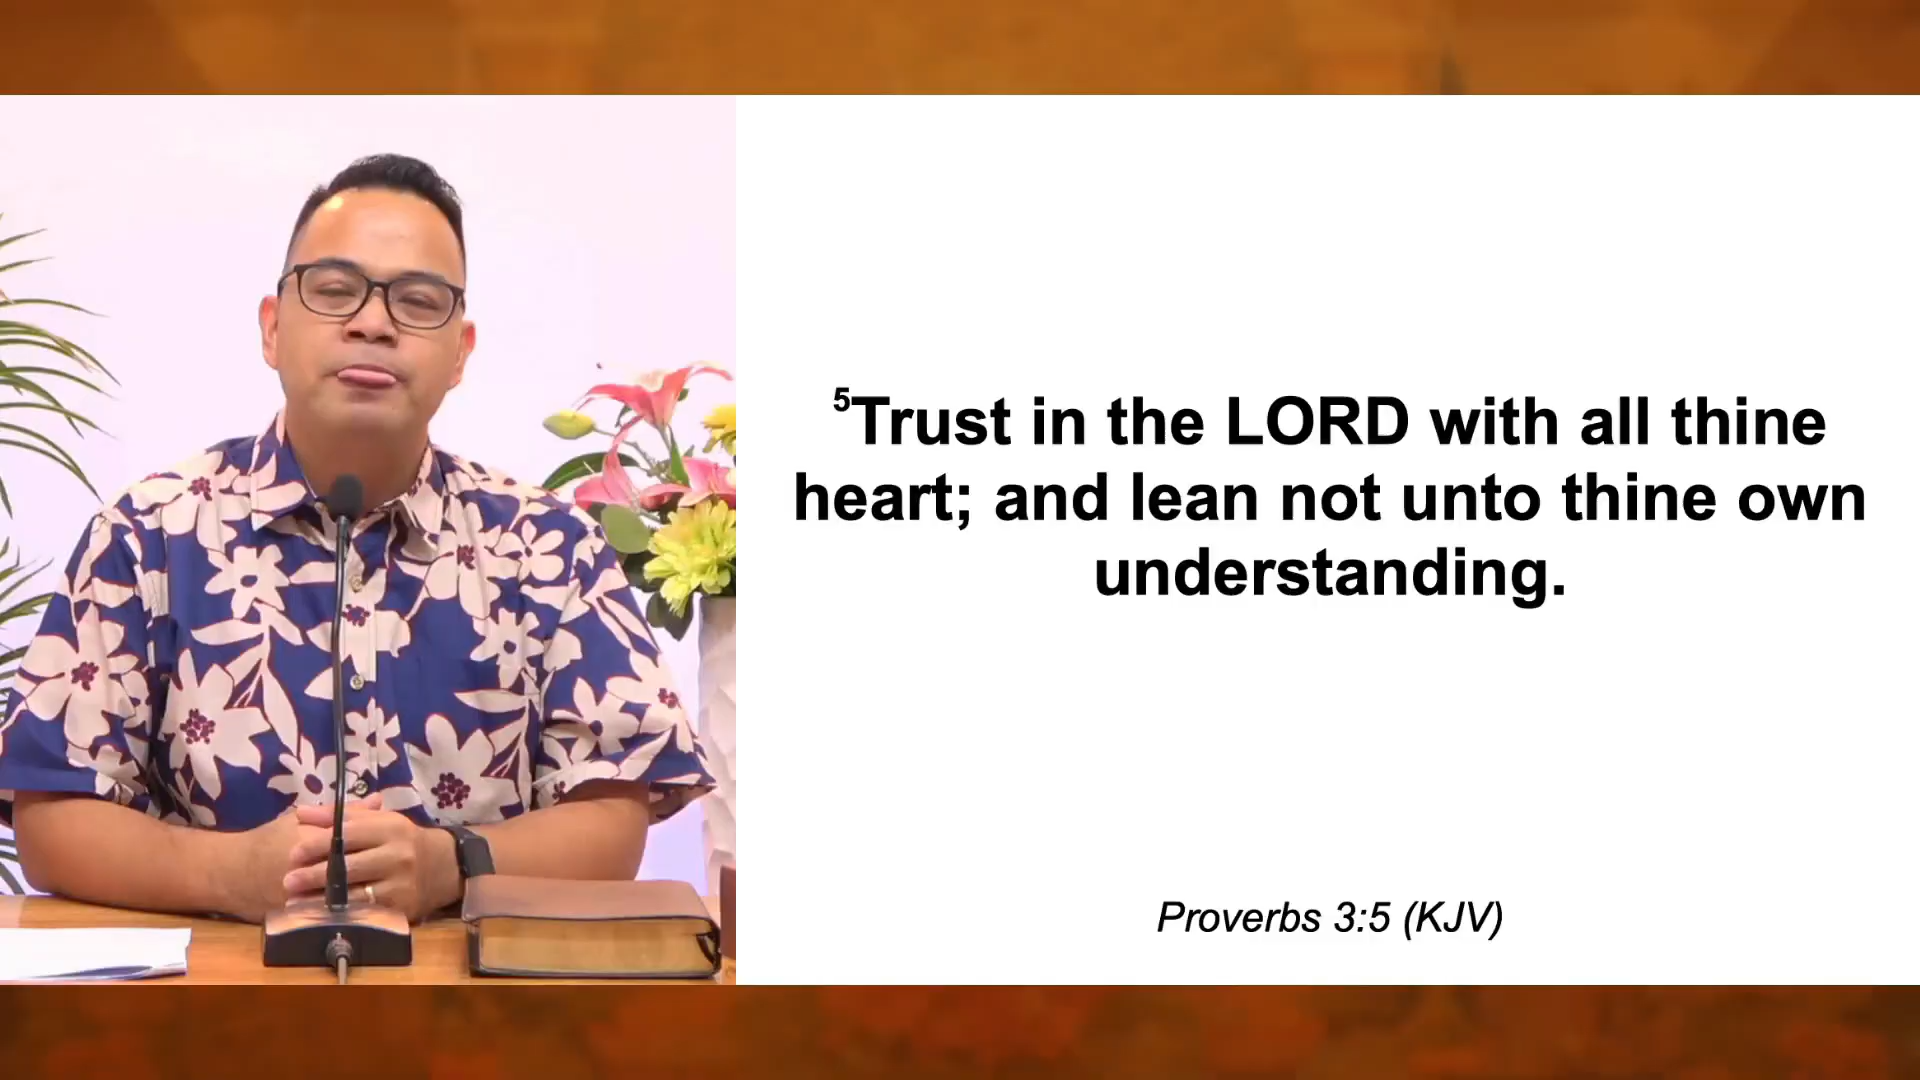 ⁵Trust in the LORD with all thine
heart; and lean not unto thine own
understanding.
Proverbs 3:5 (KJV)